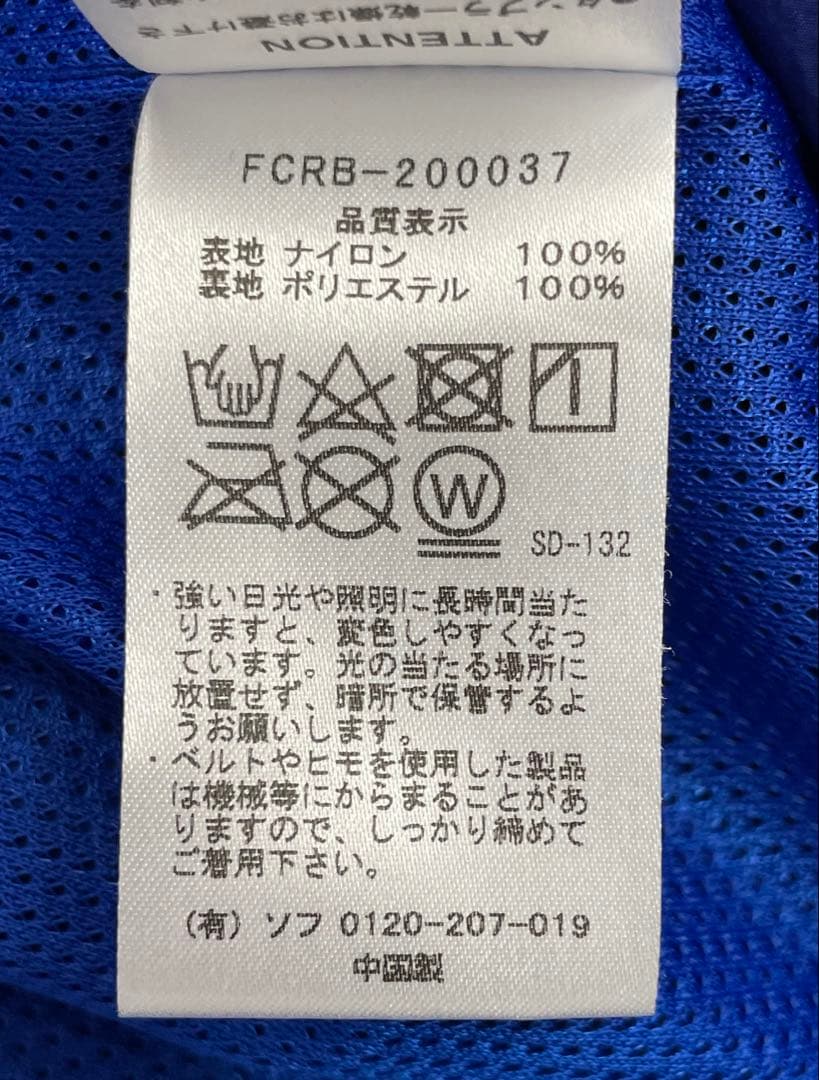 ATTENTION
FCRB-200037
品質表示
表地 ナイロン 100%
裏地 ポリエステル 100%
W
SD-132
・強い日光や照明に長時間当た
りますと、変色しやすくなっ
ています。光の当たる場所に
放置せず、暗所で保管するよ
うお願いします。
・ベルトやヒモを使用した製品
は機械等にからまることがあ
りますので、しっかり締めて
ご着用下さい。
(有) ソフ 0120-207-019
中国製